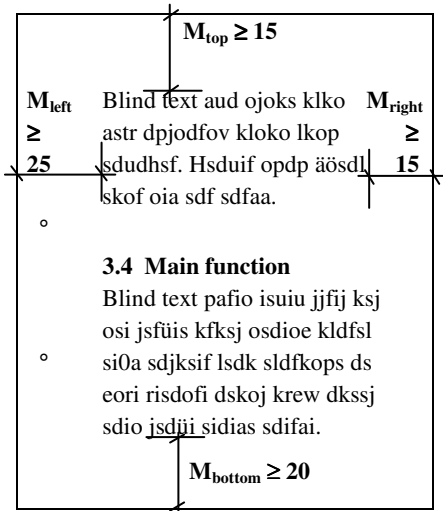 M_top ≥ 15
M_left
≥
25
Blind text aud ojoks klko
astr dpjodfov kloko lkop
sdudhsf. Hsduif opdp äösdl
skof oia sdf sdfaa.
M_right
≥
15
3.4 Main function
Blind text pafio isuiu jjfij ksj
osi jsfüis kfksj osdioe kldfsl
si0a sdjksif lsdk sldfkops ds
eori risdofi dskoj krew dkssj
sdio jsdüi sidias sdifai.
M_bottom ≥ 20